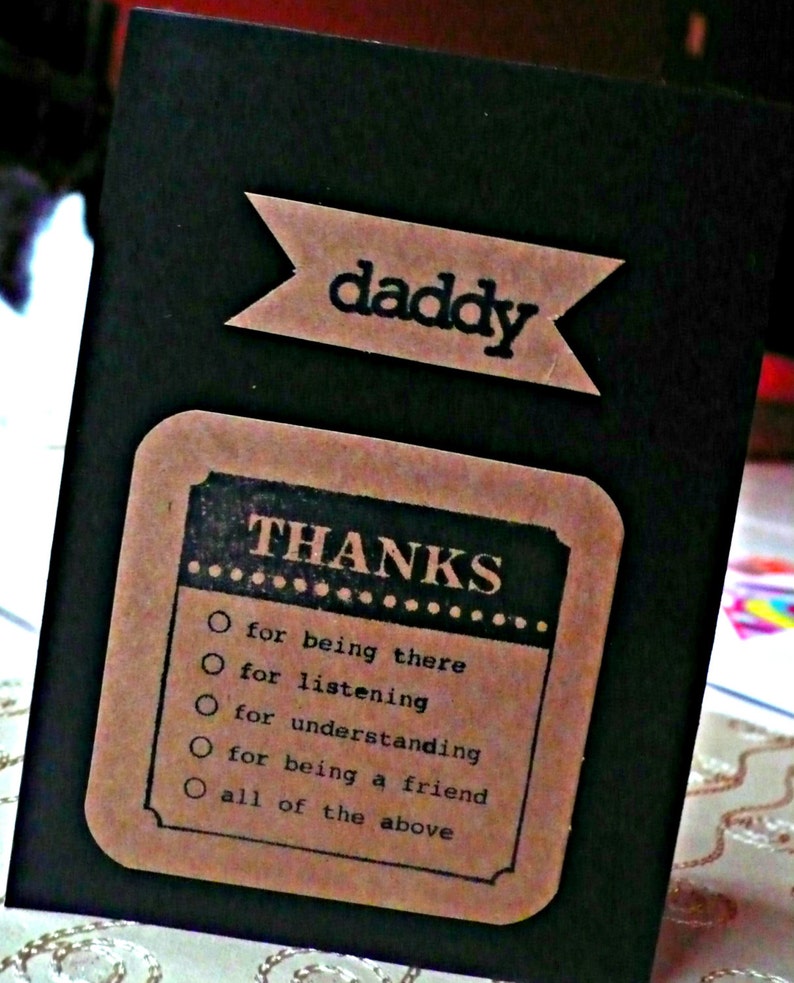 daddy
THANKS
for being there
for listening
for understanding
for being a friend
all of the above